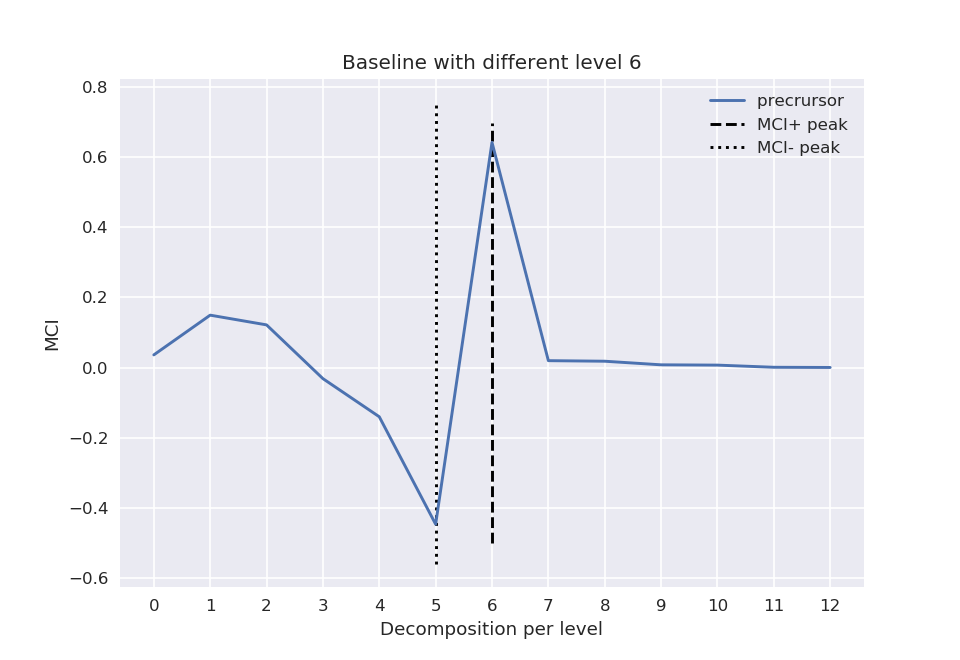 Baseline with different level 6
precrursor
MCI+ peak
MCI- peak
MCI
0.8
0.6
0.4
0.2
0.0
−0.2
−0.4
−0.6
0 1 2 3 4 5 6 7 8 9 10 11 12
Decomposition per level